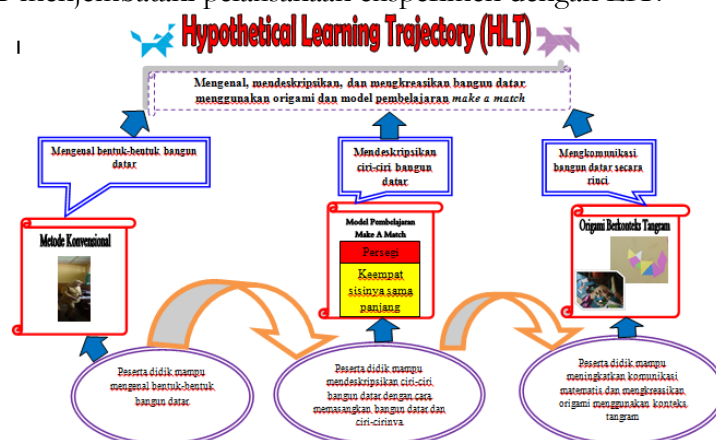 menjembatani pelaksanaan eksperimen dengan
Hypothetical Learning Trajectory (HLT)
Mengenal, mendeskripsikan, dan mengkreasikan bangun datar
menggunakan origami dan model pembelajaran make a match
Mengenal bentuk-bentuk bangun
datar
Mendeskripsikan
ciri-ciri bangun
datar
Mengkomunikasi
bangun datar secara
rinci
Metode Konvensional
Model Pembelajaran
Make A Match
Persegi
Keempat
sisinya sama
panjang
Origami Berkonteks Tangram
Peserta didik mampu
mengenal bentuk-bentuk
bangun datar
Peserta didik mampu
mendeskripsikan ciri-ciri
bangun datar dengan cara
memasangkan bangun datar dan
ciri-cirinya
Peserta didik mampu
meningkatkan komunikasi
matematis dan mengkreasikan
origami menggunakan konteks
tangram